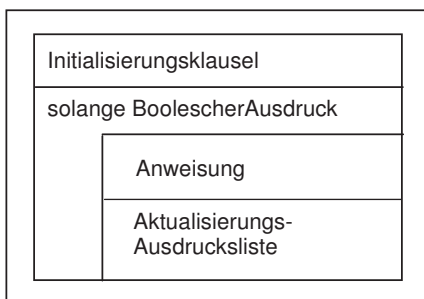 Initialisierungsklausel
solange BoolescherAusdruck
Anweisung
Aktualisierungs-
Ausdrucksliste